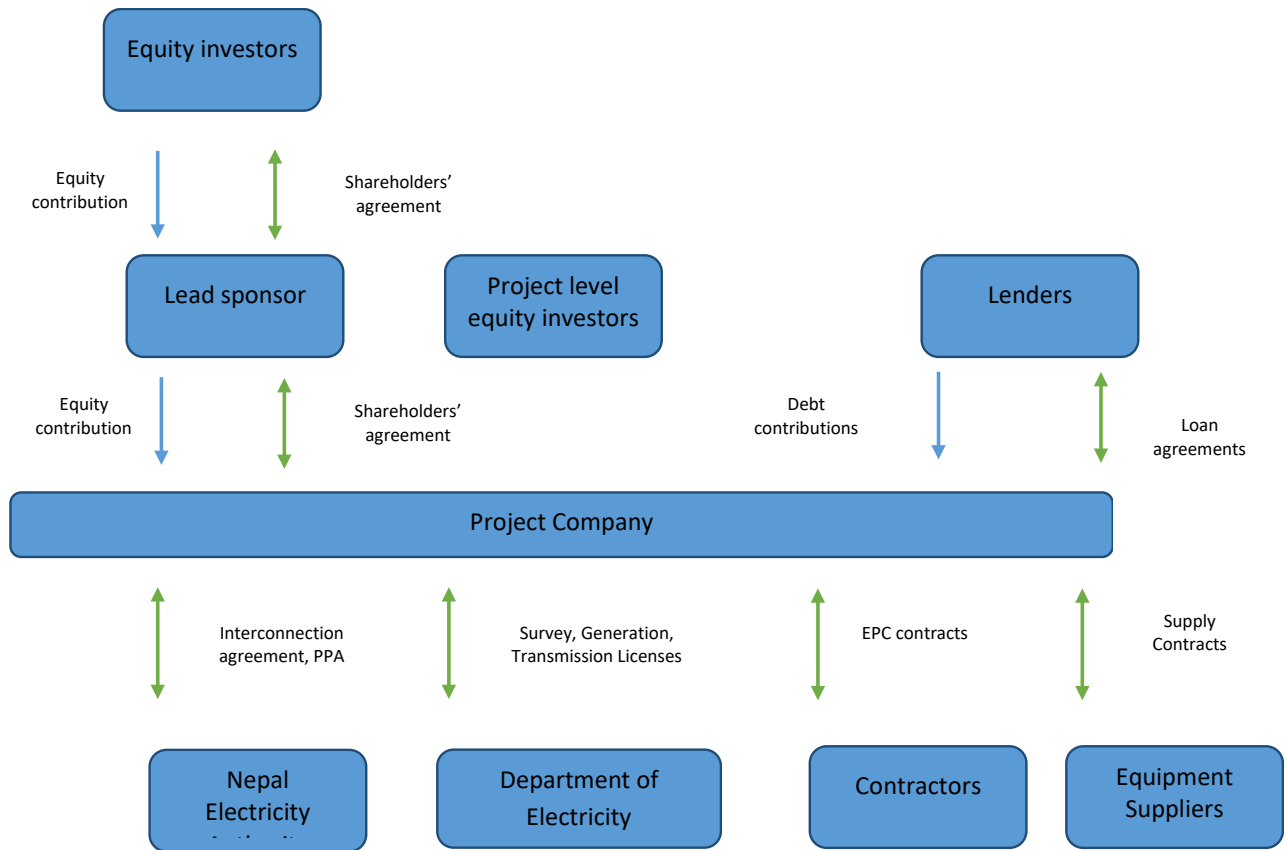 Equity investors
Equity
contribution
Shareholders’
agreement
Lead sponsor
Project level
equity investors
Lenders
Equity
contribution
Shareholders’
agreement
Debt
contributions
Loan
agreements
Project Company
Interconnection
agreement, PPA
Survey, Generation,
Transmission Licenses
EPC contracts
Supply
Contracts
Nepal
Electricity
Department of
Electricity
Contractors
Equipment
Suppliers